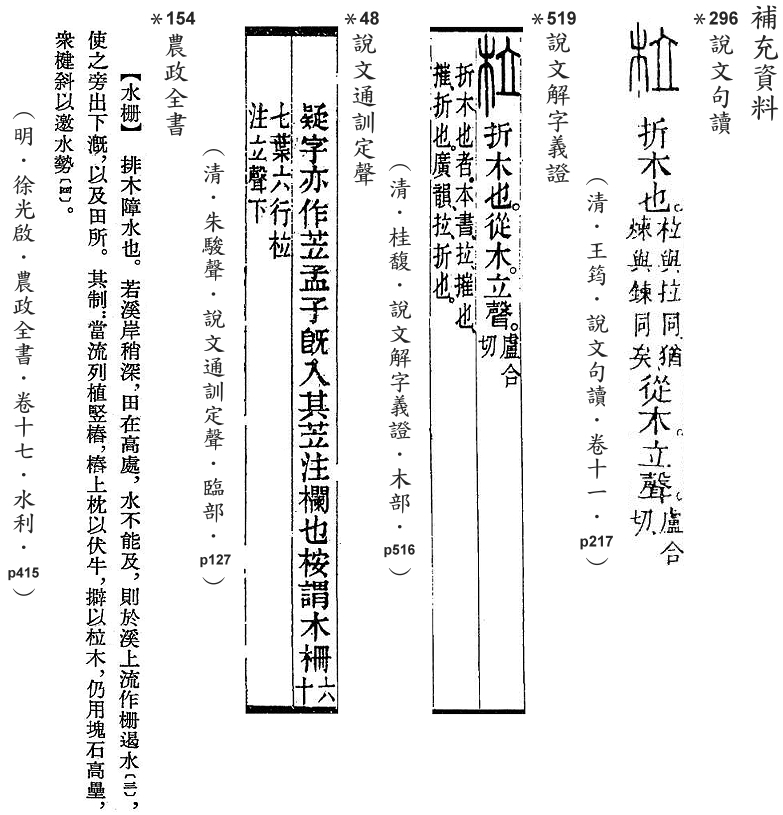 補充資料
＊296
說文句讀
柆 折木也。柆與拉同猶
煉與鍊同矣從木。立聲。盧合
切
（清．王筠．說文句讀．卷十一．p217）
＊519
說文解字義證
柆 折木也。從木。立聲。盧合
切
折木也者。本書。拉、摧也。
摧、折也。廣韻、拉、折也。
（清．桂馥．說文解字義證．木部．p516）
＊48
說文通訓定聲
疑字亦作苙孟子既入其苙注欄也桉謂木柵六十
七葉六行柆
注立聲下
（清．朱駿聲．說文通訓定聲．臨部．p127）
＊154
農政全書
【水柵】 排木障水也。若溪岸稍深，田在高處，水不能及，則於溪上流作柵遏水〔三〕，
使之旁出下溉，以及田所。其制：當流列植豎樁，樁上枕以伏牛，擗以柆木，仍用塊石高壘，
衆楗斜以邀水勢〔四〕。
（明．徐光啟．農政全書．卷十七．水利．p415）